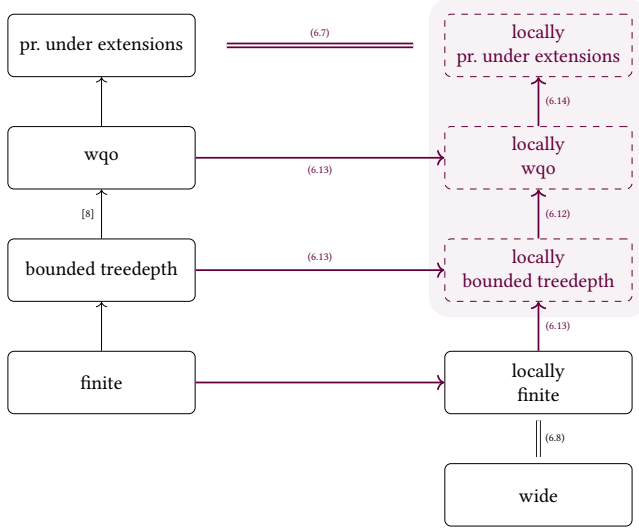 pr. under extensions
(6.7)
locally
pr. under extensions
(6.14)
wqo
(6.13)
locally
wqo
[8]
(6.12)
bounded treedepth
(6.13)
locally
bounded treedepth
(6.13)
finite
locally
finite
(6.8)
wide